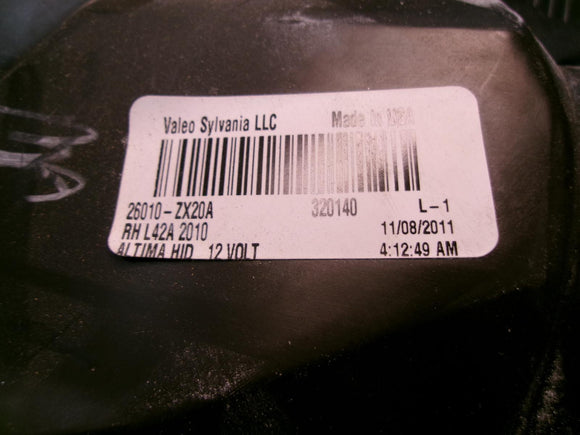 Valeo Sylvania LLC Made In USA
26010-ZX20A 320140 L-1
RH L42A 2010 11/08/2011
ALTIMA HID 12 VOLT 4:12:49 AM